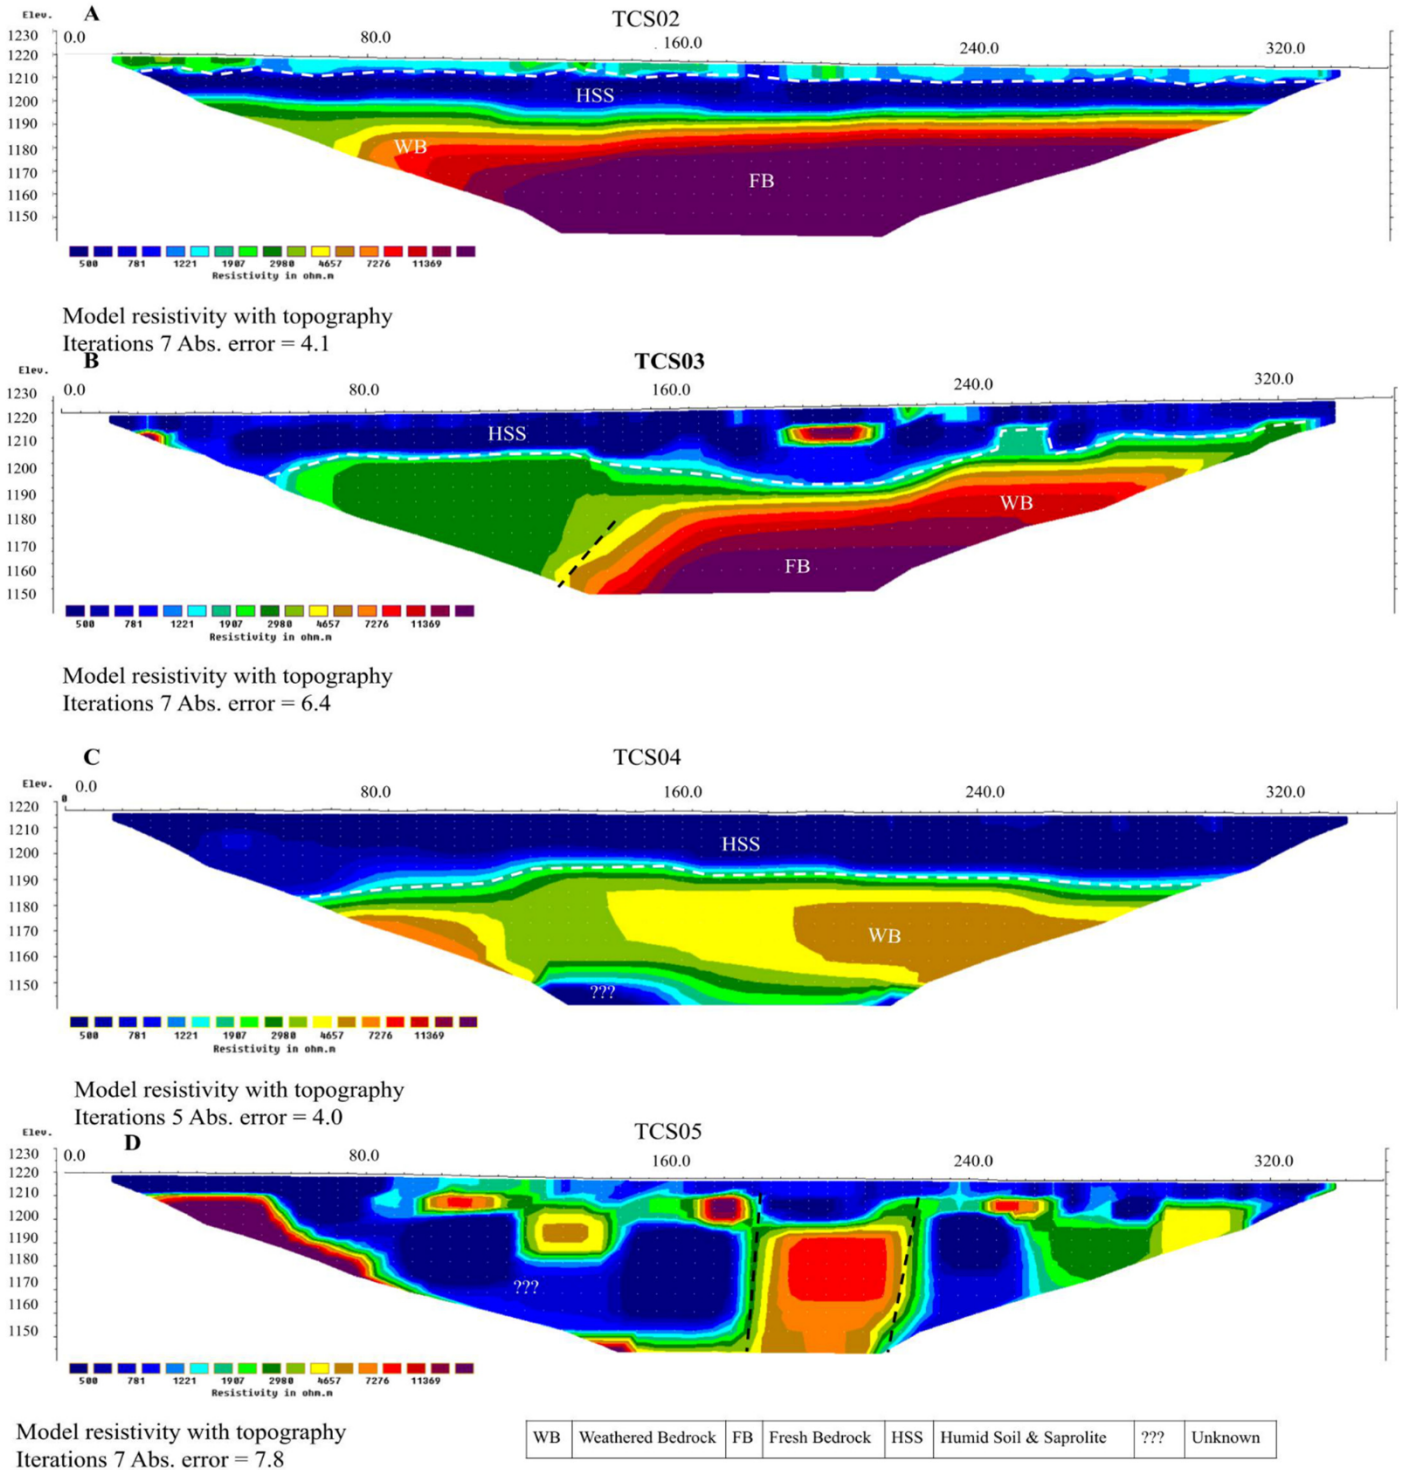 A
TCS02
Elev.
0.0 80.0 160.0 240.0 320.0
1230
1220
1210
1200
1190
1180
1170
1160
1150
HSS
WB
FB
500 781 1221 1907 2980 4657 7276 11369
Resistivity in ohm.m
Model resistivity with topography
Iterations 7 Abs. error = 4.1
B
TCS03
Elev.
0.0 80.0 160.0 240.0 320.0
1230
1220
1210
1200
1190
1180
1170
1160
1150
HSS
WB
FB
500 781 1221 1907 2980 4657 7276 11369
Resistivity in ohm.m
Model resistivity with topography
Iterations 7 Abs. error = 6.4
C
TCS04
Elev.
0.0 80.0 160.0 240.0 320.0
0
1220
1210
1200
1190
1180
1170
1160
1150
HSS
WB
???
500 781 1221 1907 2980 4657 7276 11369
Resistivity in ohm.m
Model resistivity with topography
Iterations 5 Abs. error = 4.0
D
TCS05
Elev.
0.0 80.0 160.0 240.0 320.0
1230
1220
1210
1200
1190
1180
1170
1160
1150
???
500 781 1221 1907 2980 4657 7276 11369
Resistivity in ohm.m
Model resistivity with topography
Iterations 7 Abs. error = 7.8
WB Weathered Bedrock FB Fresh Bedrock HSS Humid Soil & Saprolite ??? Unknown